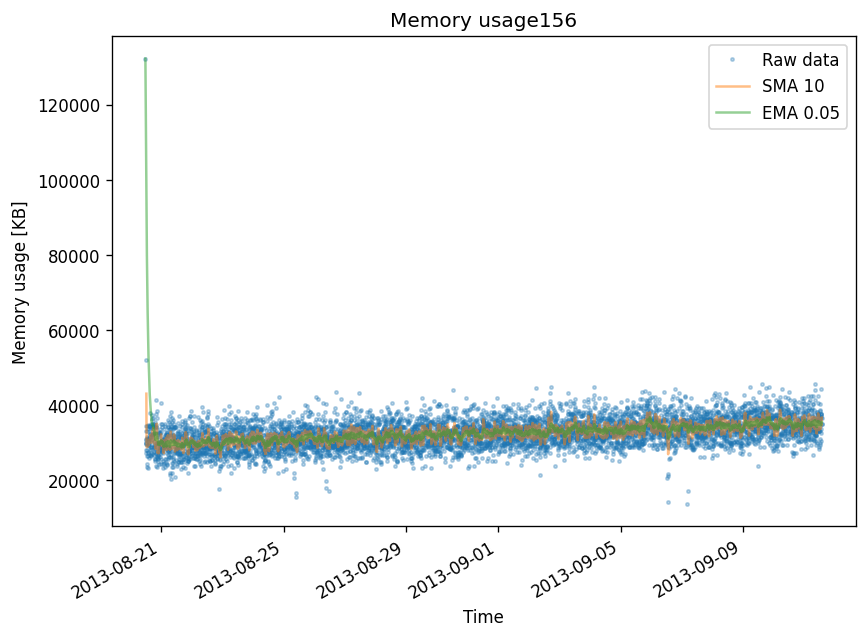 Memory usage156
Raw data
SMA 10
EMA 0.05
Memory usage [KB]
120000
100000
80000
60000
40000
20000
2013-08-21
2013-08-25
2013-08-29
2013-09-01
2013-09-05
2013-09-09
Time